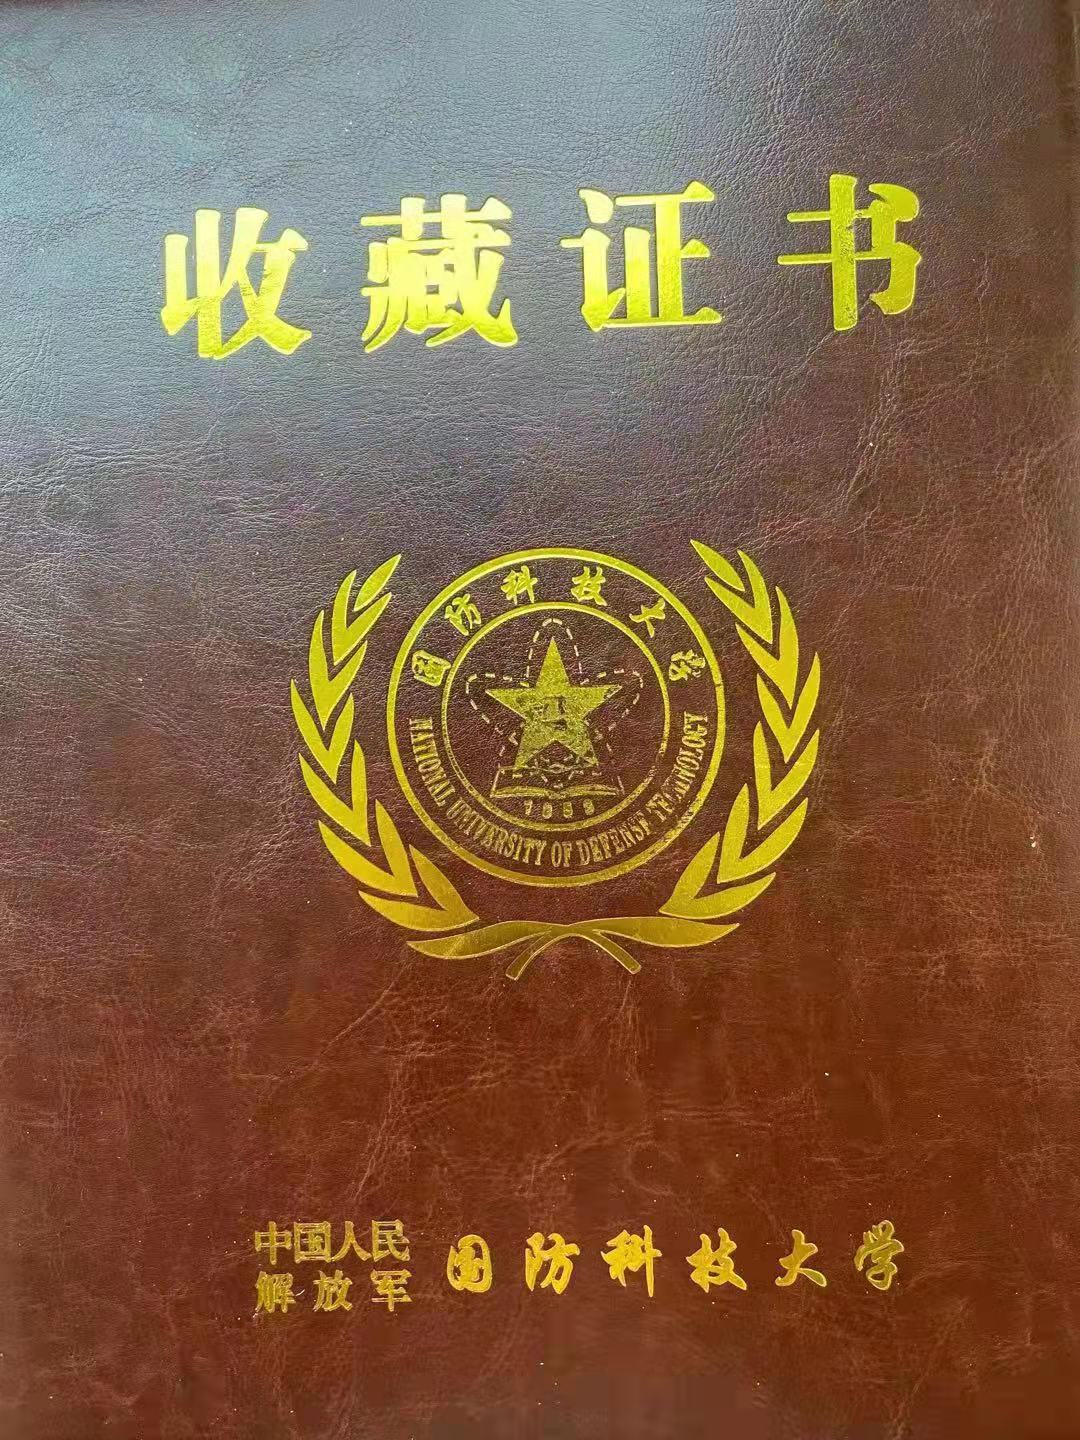 收藏证书
国防科技大学
1953
NATIONAL UNIVERSITY OF DEFENSE TECHNOLOGY
中国人民
解放军
国防科技大学